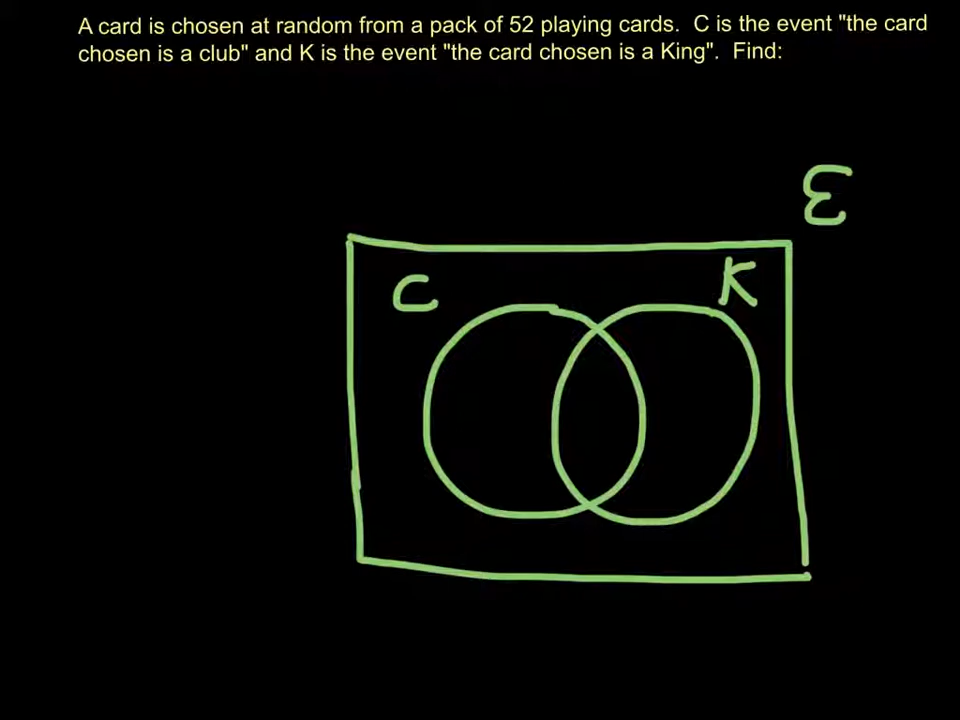 A card is chosen at random from a pack of 52 playing cards.  C is the event "the card
chosen is a club" and K is the event "the card chosen is a King".  Find:
ε
C
K